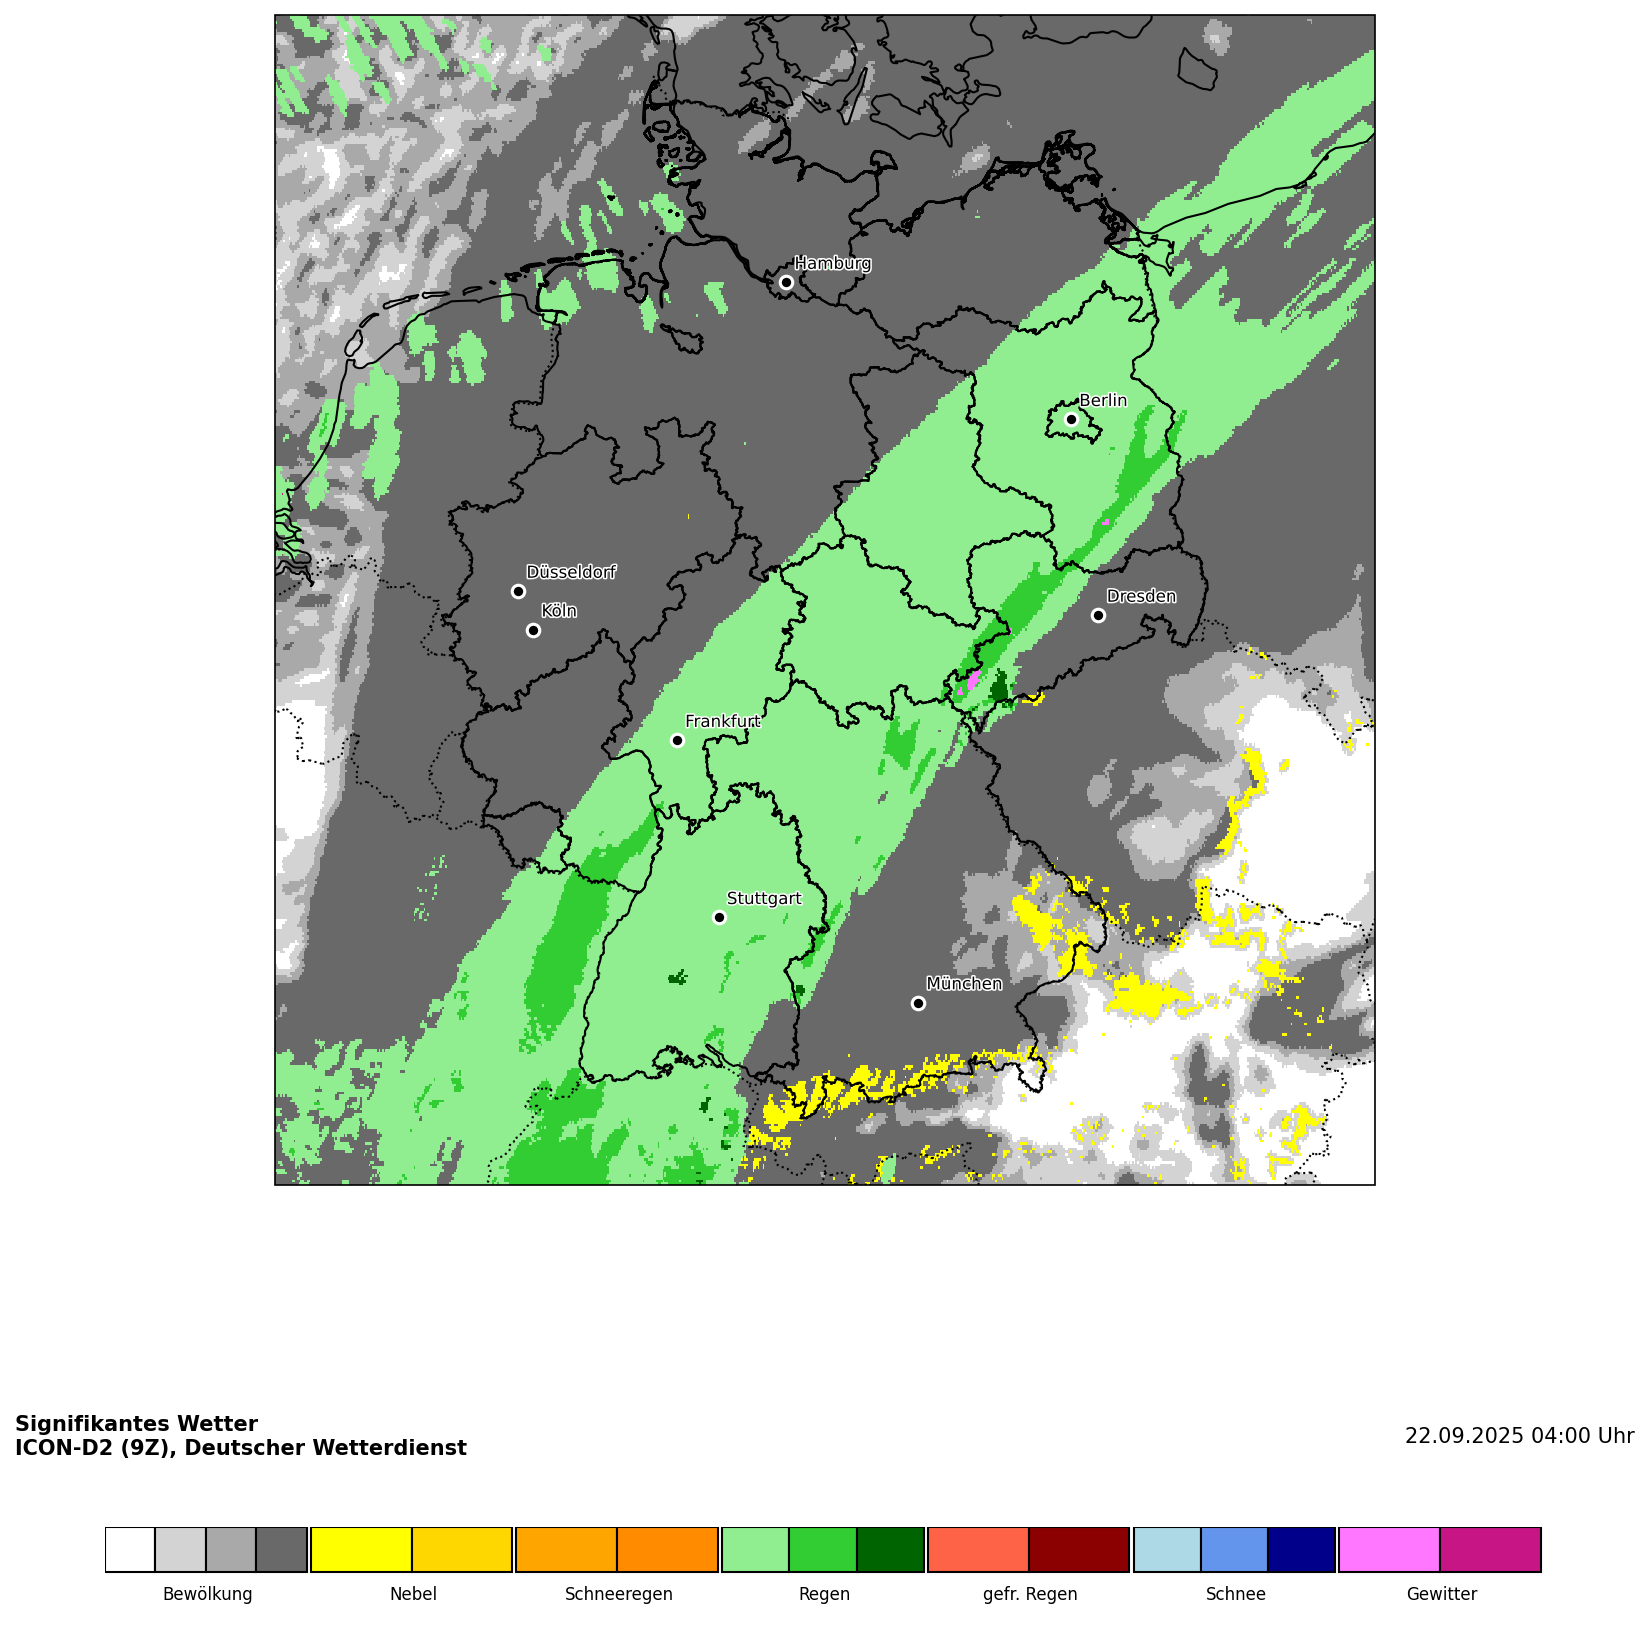 Hamburg
Berlin
Düsseldorf
Köln
Dresden
Frankfurt
Stuttgart
München
Signifikantes Wetter
ICON-D2 (9Z), Deutscher Wetterdienst
22.09.2025 04:00 Uhr
Bewölkung
Nebel
Schneeregen
Regen
gefr. Regen
Schnee
Gewitter